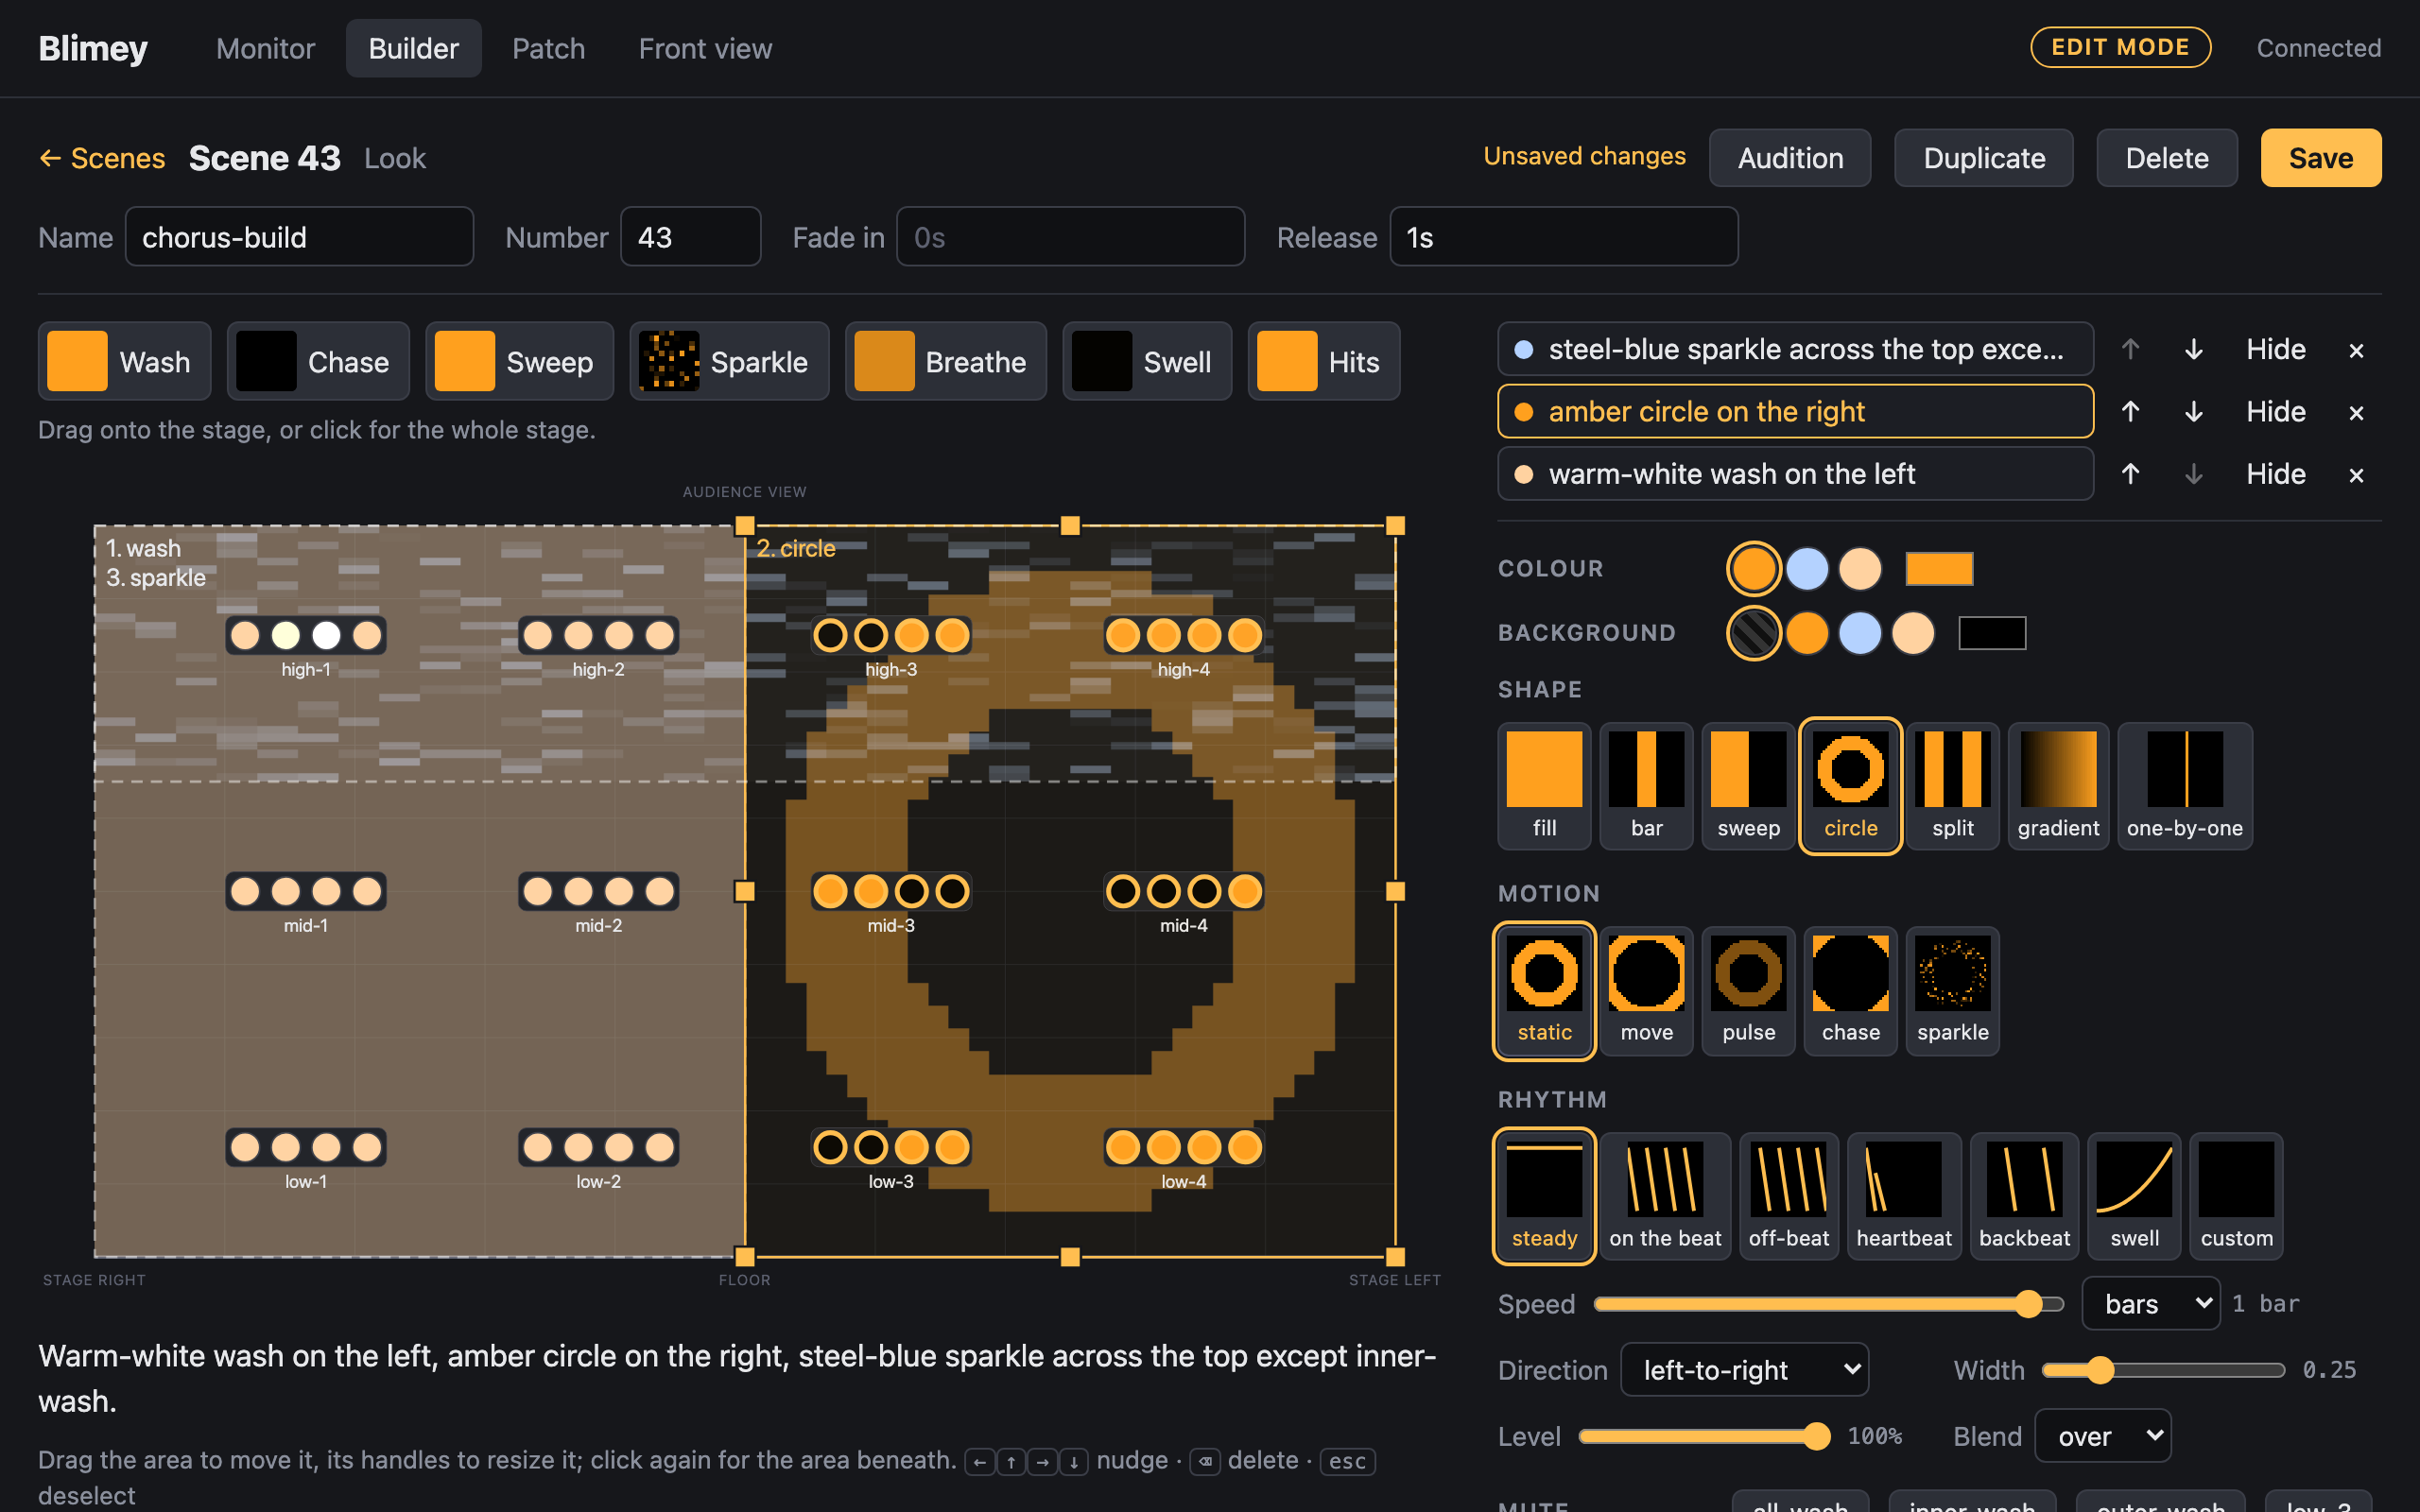 Blimey Monitor Builder Patch Front view EDIT MODE Connected
← Scenes Scene 43 Look Unsaved changes Audition Duplicate Delete Save
Name chorus-build Number 43 Fade in 0s Release 1s
Wash Chase Sweep Sparkle Breathe Swell Hits
Drag onto the stage, or click for the whole stage.
AUDIENCE VIEW
1. wash
3. sparkle
2. circle
high-1 high-2 high-3 high-4
mid-1 mid-2 mid-3 mid-4
low-1 low-2 low-3 low-4
STAGE RIGHT FLOOR STAGE LEFT
Warm-white wash on the left, amber circle on the right, steel-blue sparkle across the top except inner-
wash.
Drag the area to move it, its handles to resize it; click again for the area beneath. ← ↑ → ↓ nudge · ⌫ delete · esc
deselect
steel-blue sparkle across the top exce... ↑ ↓ Hide ×
amber circle on the right ↑ ↓ Hide ×
warm-white wash on the left ↑ ↓ Hide ×
COLOUR
BACKGROUND
SHAPE
fill bar sweep circle split gradient one-by-one
MOTION
static move pulse chase sparkle
RHYTHM
steady on the beat off-beat heartbeat backbeat swell custom
Speed bars 1 bar
Direction left-to-right Width 0.25
Level 100% Blend over
MUTE all-wash inner-wash outer-wash low-3